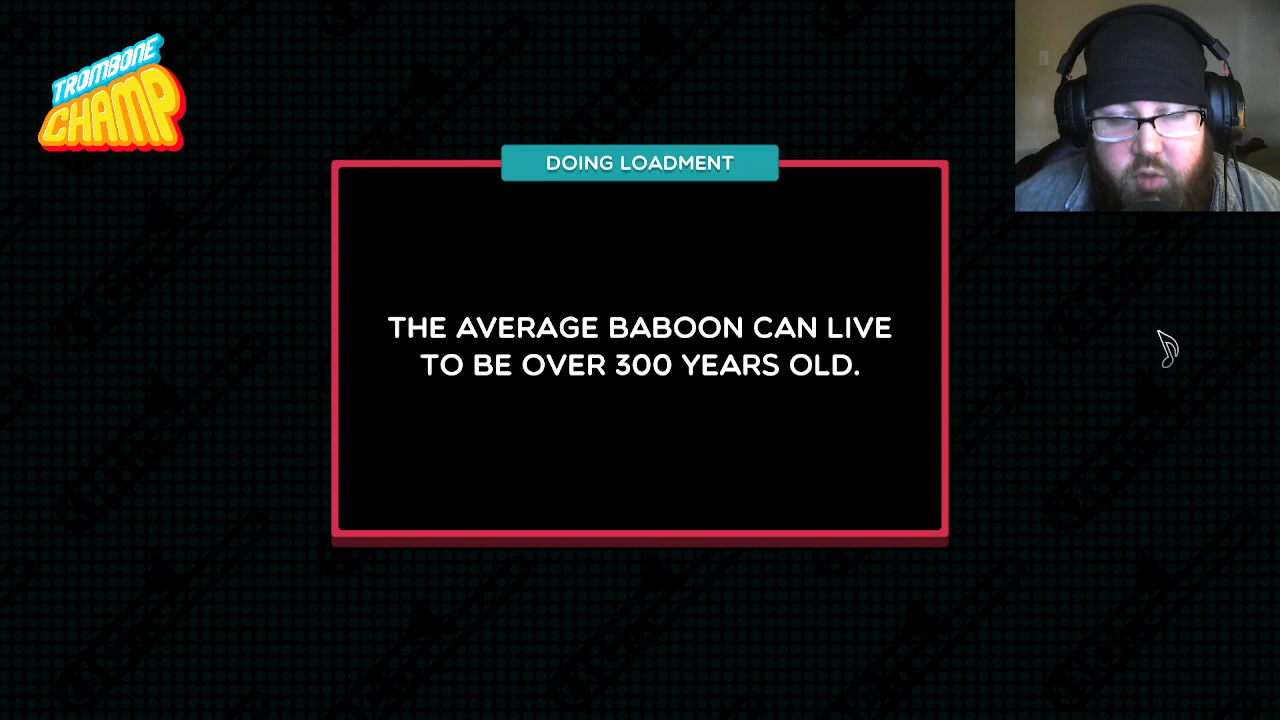 TROMBONE
CHAMP
DOING LOADMENT
THE AVERAGE BABOON CAN LIVE
TO BE OVER 300 YEARS OLD.